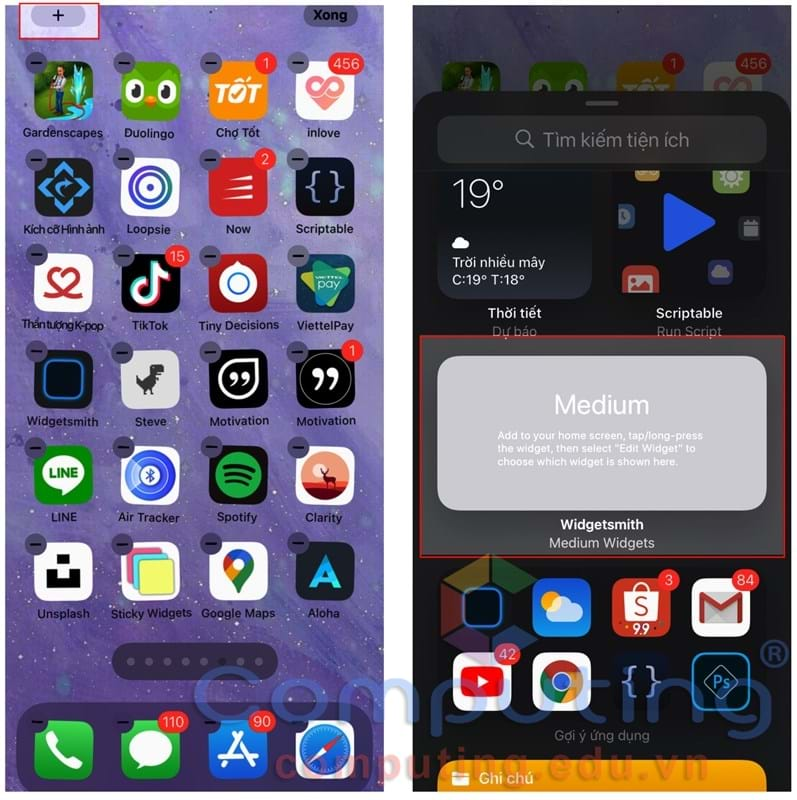 +
Xong
1
456
Gardenscapes
Duolingo
Chợ Tốt
inlove
TỐT
2
Kích cỡ Hình ảnh
Loopsie
Now
Scriptable
15
Thần tượng K-pop
TikTok
Tiny Decisions
ViettelPay
VIETTEL
pay
1
Widgetsmith
Steve
Motivation
Motivation
LINE
LINE
Air Tracker
Spotify
Clarity
Unsplash
Sticky Widgets
Google Maps
Aloha
110
90
1
456
Tìm kiếm tiện ích
19°
Trời nhiều mây
C:19° T:18°
Thời tiết
Dự báo
Scriptable
Run Script
Medium
Add to your home screen, tap/long-press
the widget, then select "Edit Widget" to
choose which widget is shown here.
Widgetsmith
Medium Widgets
3
84
S
9.9
42
Ps
Gợi ý ứng dụng
Ghi chú
Computing ®
computing.edu.vn